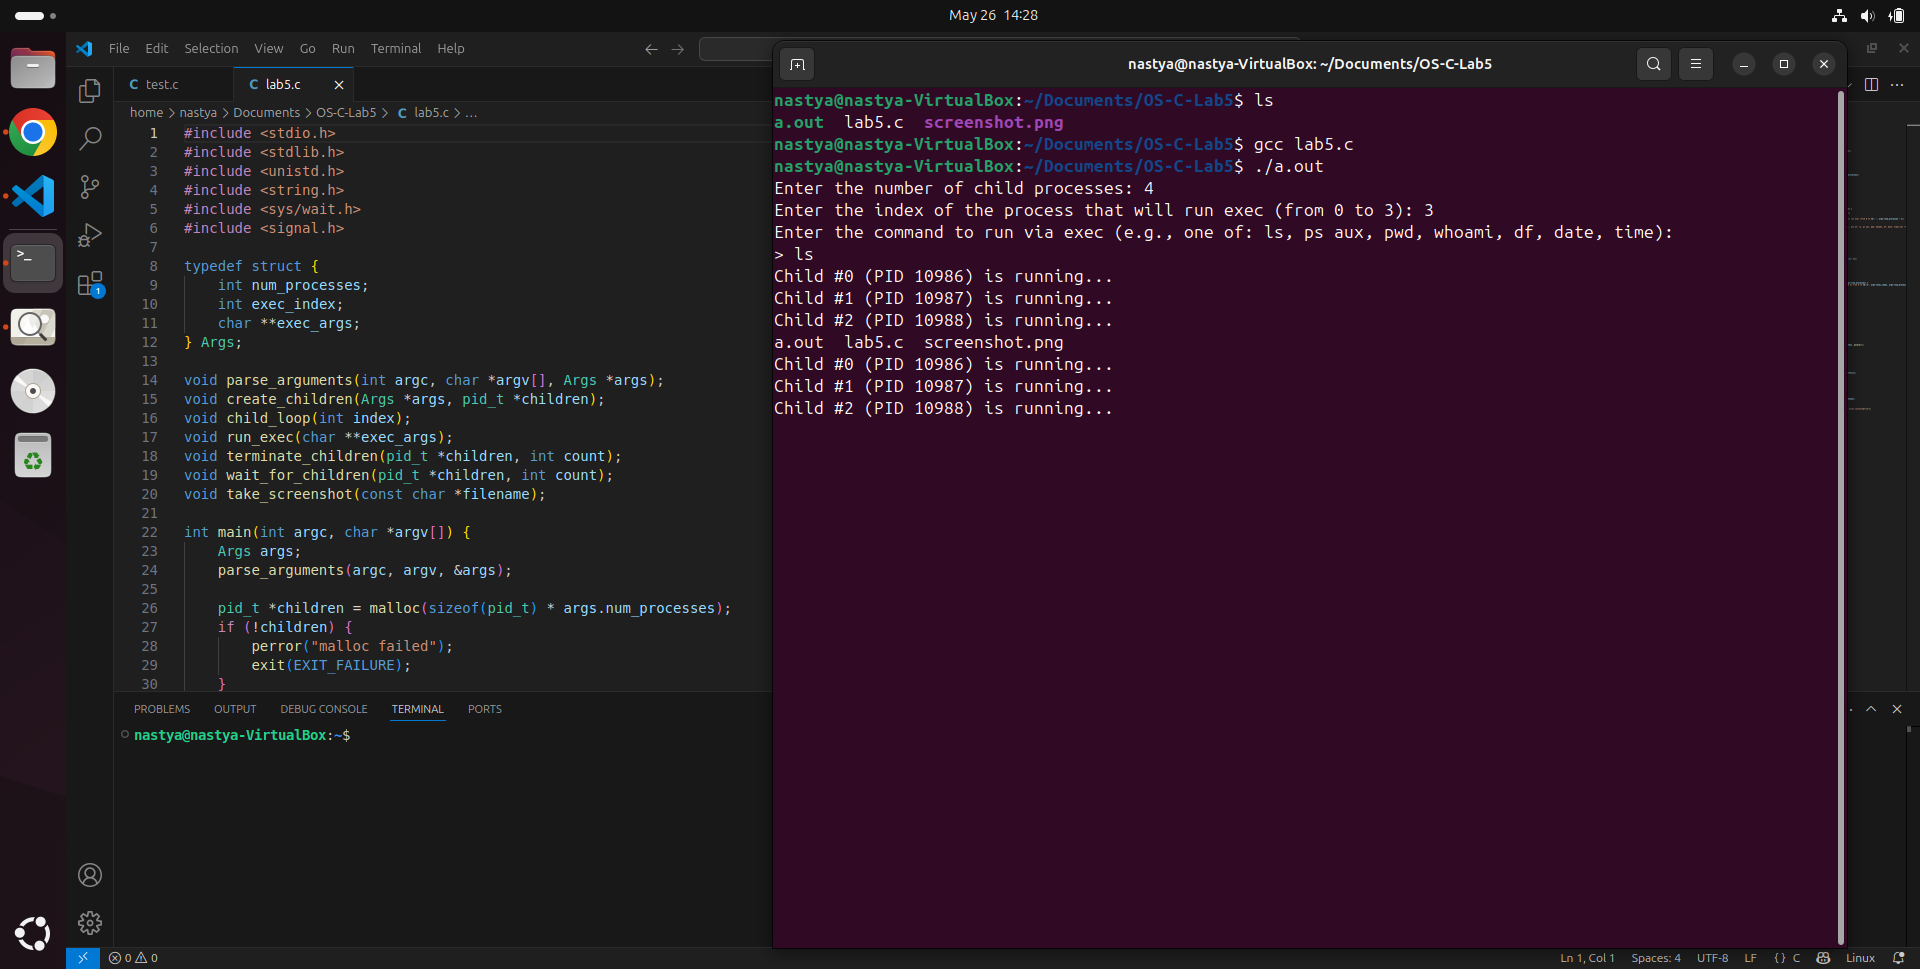 May 26 14:28
File Edit Selection View Go Run Terminal Help
test.c
lab5.c
home > nastya > Documents > OS-C-Lab5 > C lab5.c > ...
1 #include <stdio.h>
2 #include <stdlib.h>
3 #include <unistd.h>
4 #include <string.h>
5 #include <sys/wait.h>
6 #include <signal.h>
7
8 typedef struct {
9 int num_processes;
10 int exec_index;
11 char **exec_args;
12 } Args;
13
14 void parse_arguments(int argc, char *argv[], Args *args);
15 void create_children(Args *args, pid_t *children);
16 void child_loop(int index);
17 void run_exec(char **exec_args);
18 void terminate_children(pid_t *children, int count);
19 void wait_for_children(pid_t *children, int count);
20 void take_screenshot(const char *filename);
21
22 int main(int argc, char *argv[]) {
23 Args args;
24 parse_arguments(argc, argv, &args);
25
26 pid_t *children = malloc(sizeof(pid_t) * args.num_processes);
27 if (!children) {
28 perror("malloc failed");
29 exit(EXIT_FAILURE);
30 }
PROBLEMS OUTPUT DEBUG CONSOLE TERMINAL PORTS
nastya@nastya-VirtualBox:~$
nastya@nastya-VirtualBox: ~/Documents/OS-C-Lab5
nastya@nastya-VirtualBox:~/Documents/OS-C-Lab5$ ls
a.out lab5.c screenshot.png
nastya@nastya-VirtualBox:~/Documents/OS-C-Lab5$ gcc lab5.c
nastya@nastya-VirtualBox:~/Documents/OS-C-Lab5$ ./a.out
Enter the number of child processes: 4
Enter the index of the process that will run exec (from 0 to 3): 3
Enter the command to run via exec (e.g., one of: ls, ps aux, pwd, whoami, df, date, time):
> ls
Child #0 (PID 10986) is running...
Child #1 (PID 10987) is running...
Child #2 (PID 10988) is running...
a.out lab5.c screenshot.png
Child #0 (PID 10986) is running...
Child #1 (PID 10987) is running...
Child #2 (PID 10988) is running...
1
0 0
Ln 1, Col 1 Spaces: 4 UTF-8 LF {} C Linux